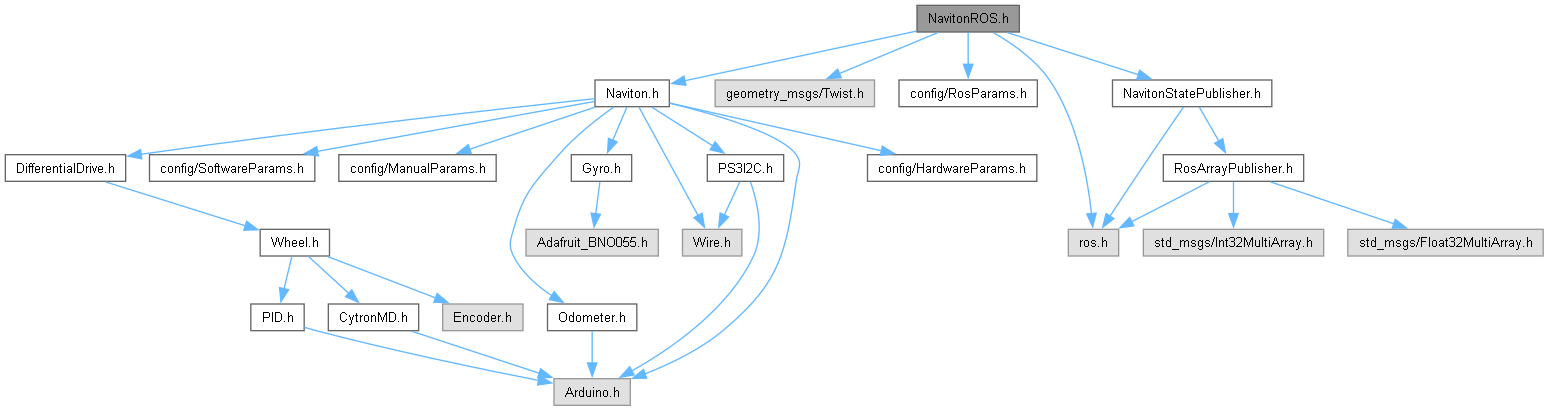 NavitonROS.h
Naviton.h
geometry_msgs/Twist.h
config/RosParams.h
NavitonStatePublisher.h
DifferentialDrive.h
config/SoftwareParams.h
config/ManualParams.h
Gyro.h
PS3I2C.h
config/HardwareParams.h
RosArrayPublisher.h
Wheel.h
Adafruit_BNO055.h
Wire.h
ros.h
std_msgs/Int32MultiArray.h
std_msgs/Float32MultiArray.h
PID.h
CytronMD.h
Encoder.h
Odometer.h
Arduino.h